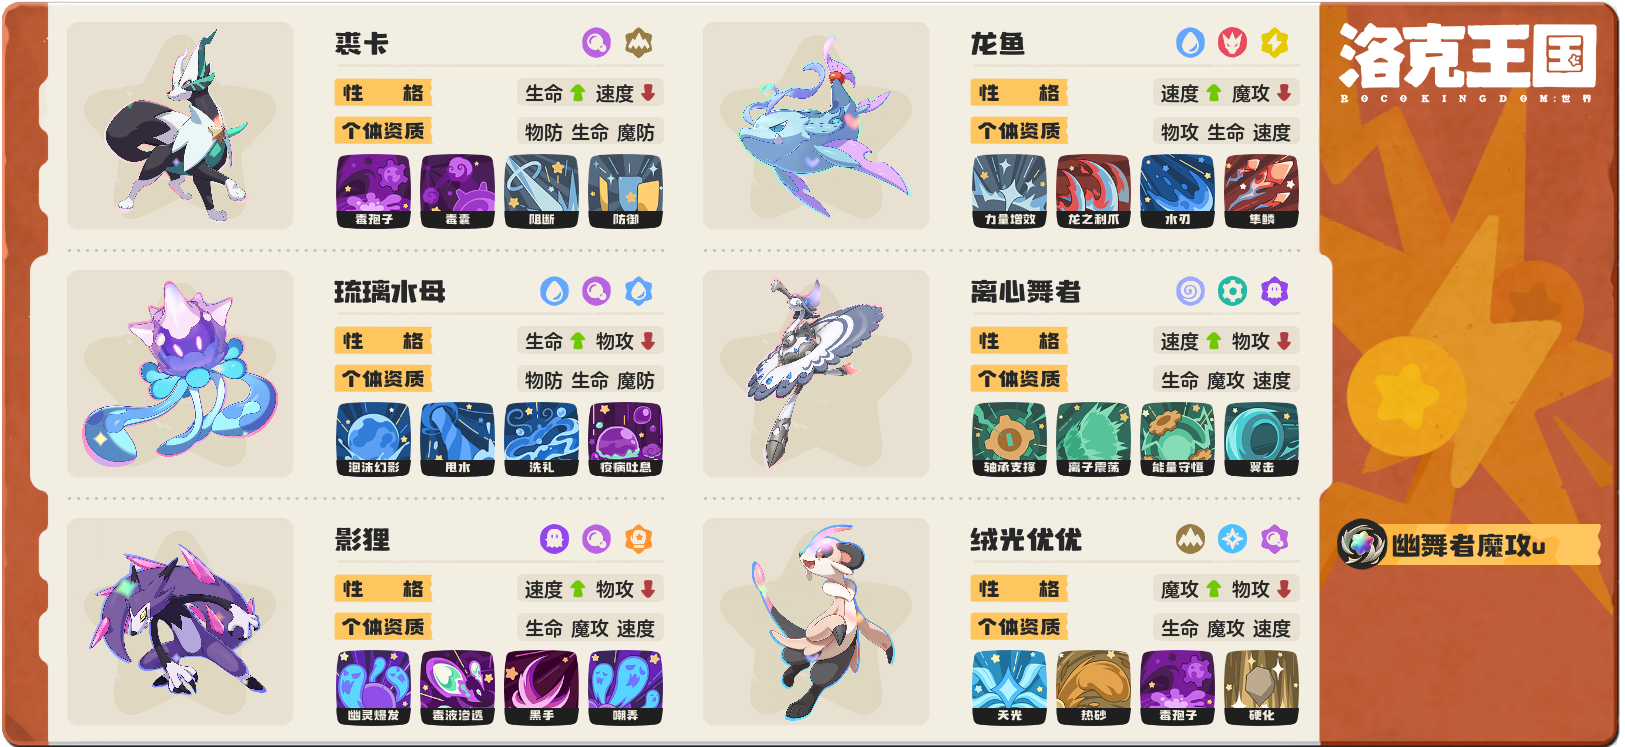 裘卡
性 格
生命 速度
个体资质
物防 生命 魔防
毒孢子 毒囊 阻断 防御
龙鱼
性 格
速度 魔攻
个体资质
物攻 生命 速度
力量增效 龙之利爪 水刃 隼鳞
琉璃水母
性 格
生命 物攻
个体资质
物防 生命 魔防
泡沫幻影 甩水 洗礼 疫病吐息
离心舞者
性 格
速度 物攻
个体资质
生命 魔攻 速度
轴承支撑 离子震荡 能量守恒 翼击
影狸
性 格
速度 物攻
个体资质
生命 魔攻 速度
幽灵爆发 毒液渗透 黑手 嘲弄
绒光优优
性 格
魔攻 物攻
个体资质
生命 魔攻 速度
天光 热砂 毒孢子 硬化
洛克王国
ROCOKINGDOM:世界
幽舞者魔攻u